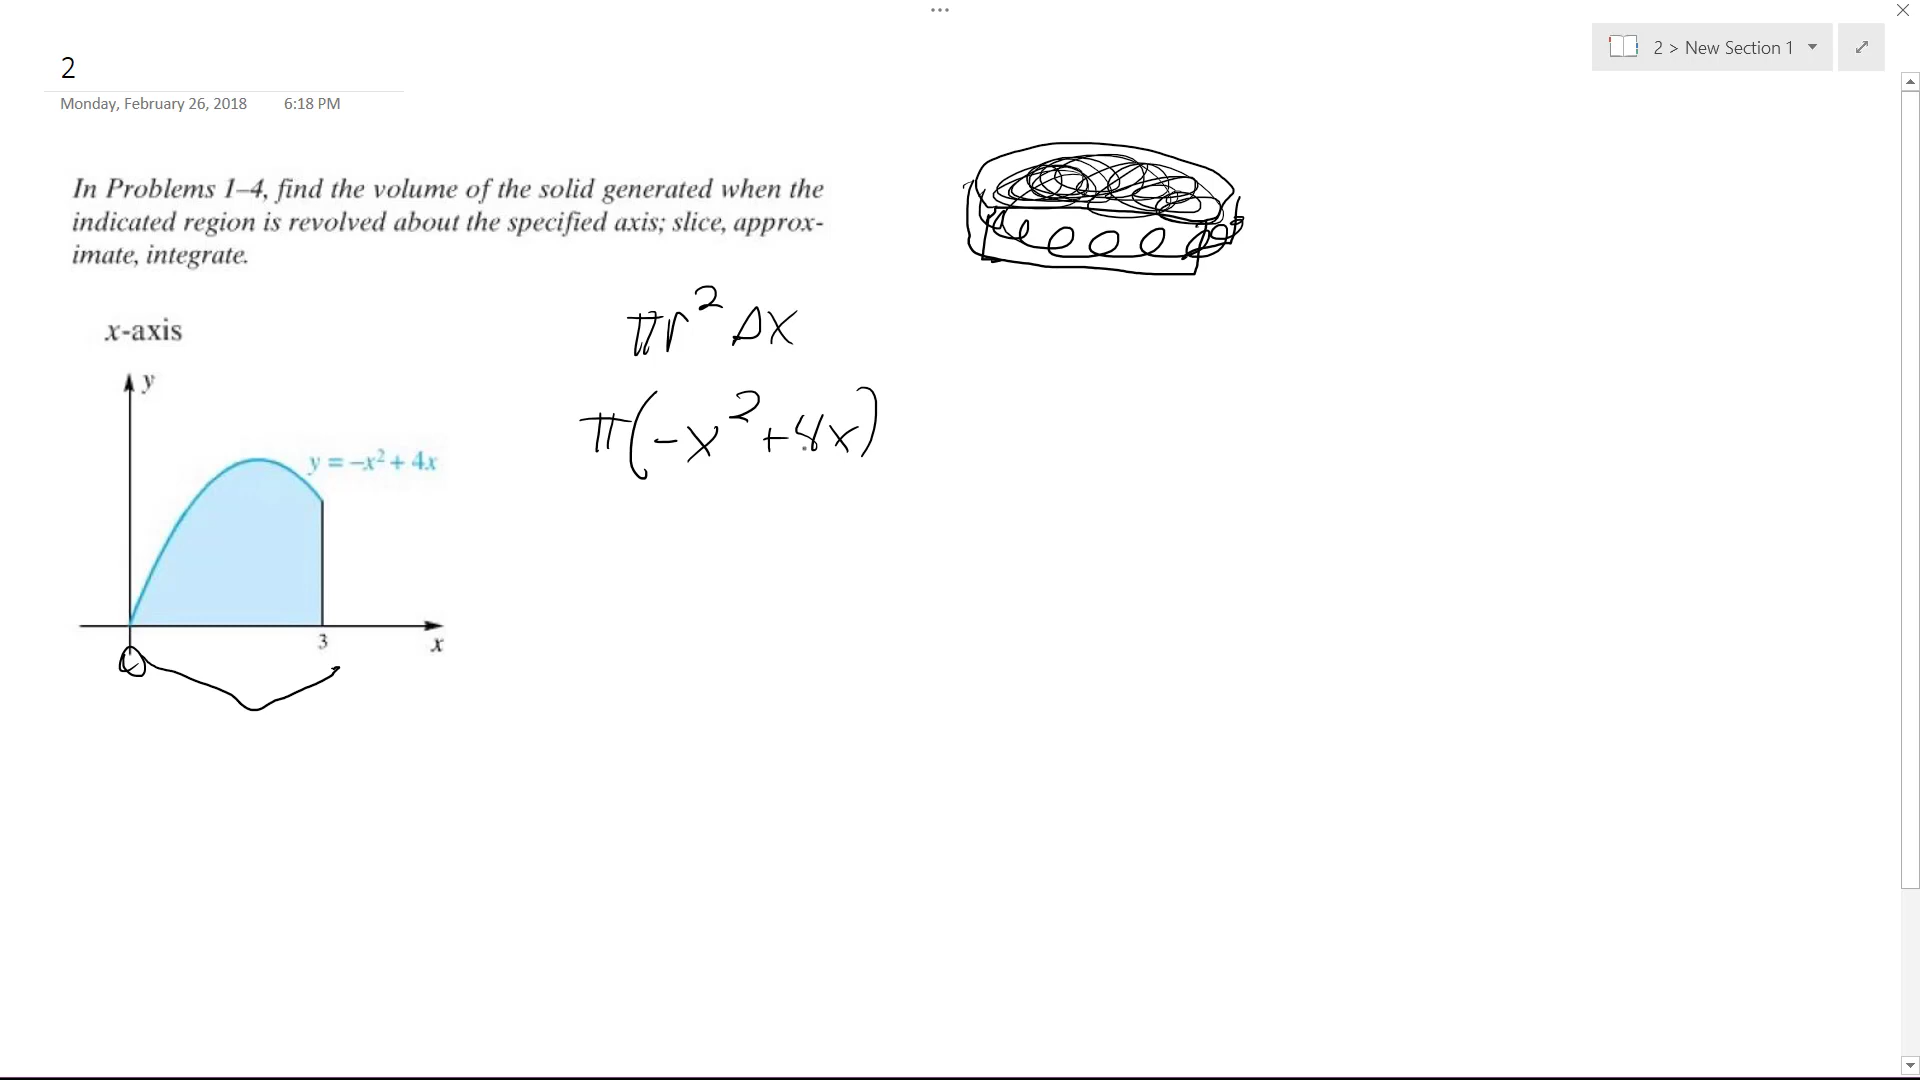 ...
2 > New Section 1
2
Monday, February 26, 2018 6:18 PM
In Problems 1–4, find the volume of the solid generated when the
indicated region is revolved about the specified axis; slice, approx-
imate, integrate.
x-axis
y
y = −x² + 4x
3
x
πr² Δx
π(−x² + 4x)